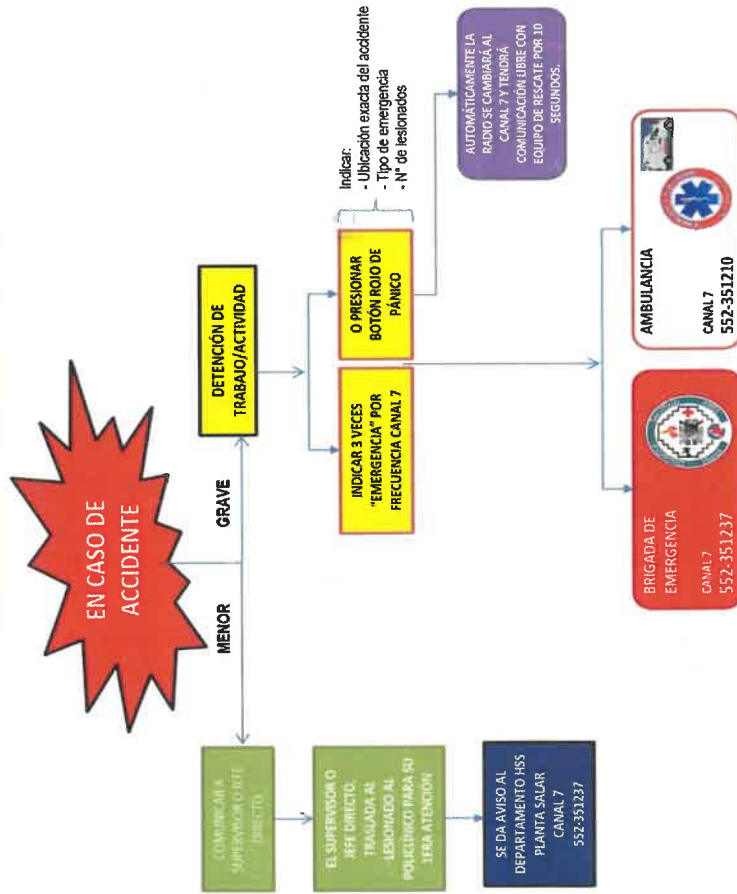 EN CASO DE
ACCIDENTE
MENOR
GRAVE
COMUNICAR A
SUPERVISOR O JEFE
DIRECTO
EL SUPERVISOR O
JEFE DIRECTO,
TRASLADA AL
LESIONADO AL
POLICLÍNICO PARA SU
1ERA ATENCION
SE DA AVISO AL
DEPARTAMENTO HSS
PLANTA SALAR
CANAL 7
552-351237
DETENCIÓN DE
TRABAJO/ACTIVIDAD
INDICAR 3 VECES
"EMERGENCIA" POR
FRECUENCIA CANAL 7
O PRESIONAR
BOTÓN ROJO DE
PÁNICO
Indicar:
- Ubicación exacta del accidente
- Tipo de emergencia
- N° de lesionados
AUTOMÁTICAMENTE LA
RADIO SE CAMBIARÁ AL
CANAL 7 Y TENDRÁ
COMUNICACIÓN LIBRE CON
EQUIPO DE RESCATE POR 10
SEGUNDOS.
BRIGADA DE
EMERGENCIA
CANAL 7
552-351237
AMBULANCIA
CANAL 7
552-351210